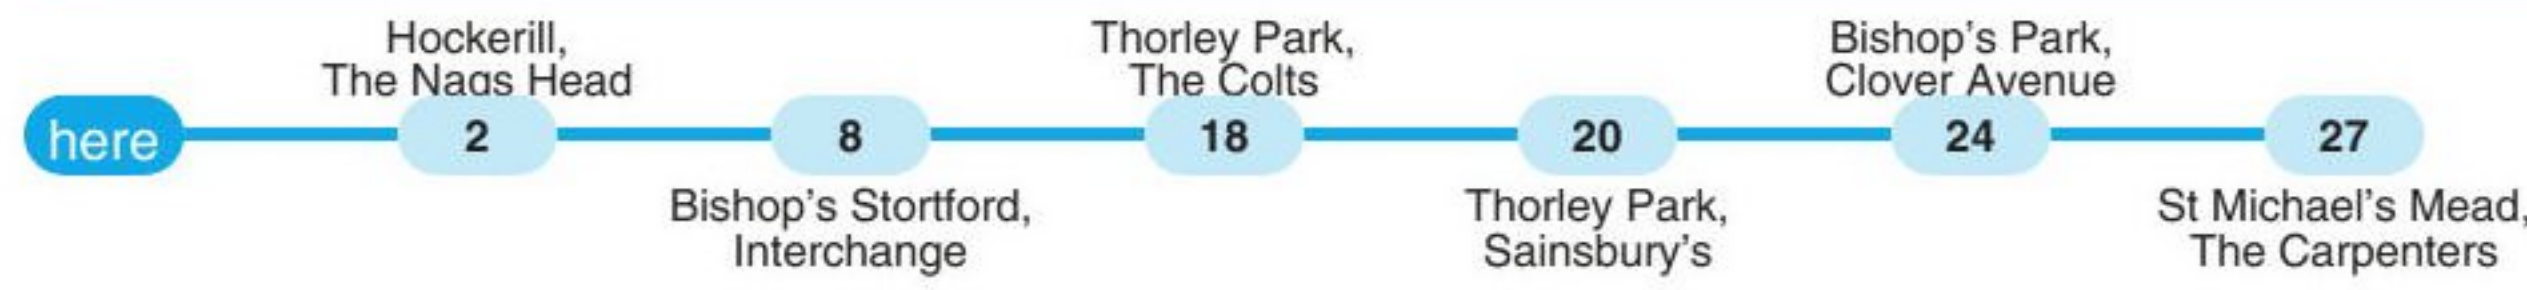 Hockerill,
The Nags Head
Thorley Park,
The Colts
Bishop's Park,
Clover Avenue
here
2
8
18
20
24
27
Bishop's Stortford,
Interchange
Thorley Park,
Sainsbury's
St Michael's Mead,
The Carpenters